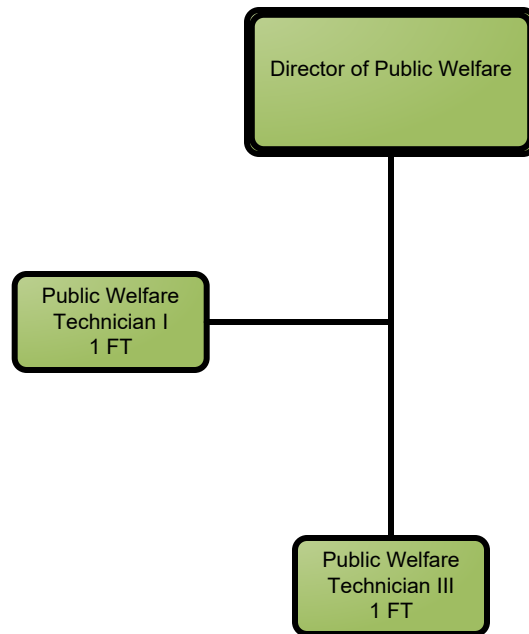 Director of Public Welfare
Public Welfare
Technician I
1 FT
Public Welfare
Technician III
1 FT